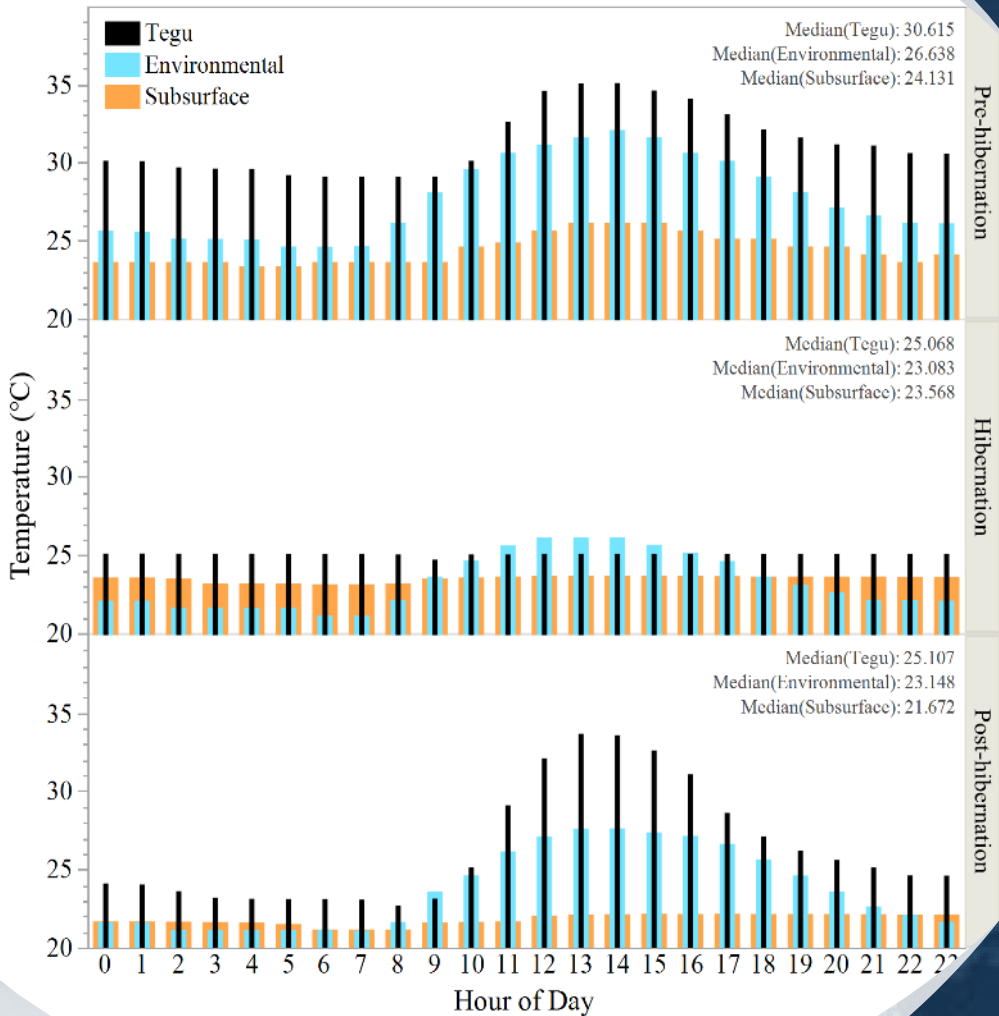 Tegu
Environmental
Subsurface
Median(Tegu): 30.615
Median(Environmental): 26.638
Median(Subsurface): 24.131
35
30
25
20
Pre-hibernation
Median(Tegu): 25.068
Median(Environmental): 23.083
Median(Subsurface): 23.568
35
30
25
20
Hibernation
Temperature (°C)
Median(Tegu): 25.107
Median(Environmental): 23.148
Median(Subsurface): 21.672
35
30
25
20
Post-hibernation
0 1 2 3 4 5 6 7 8 9 10 11 12 13 14 15 16 17 18 19 20 21 22 23
Hour of Day